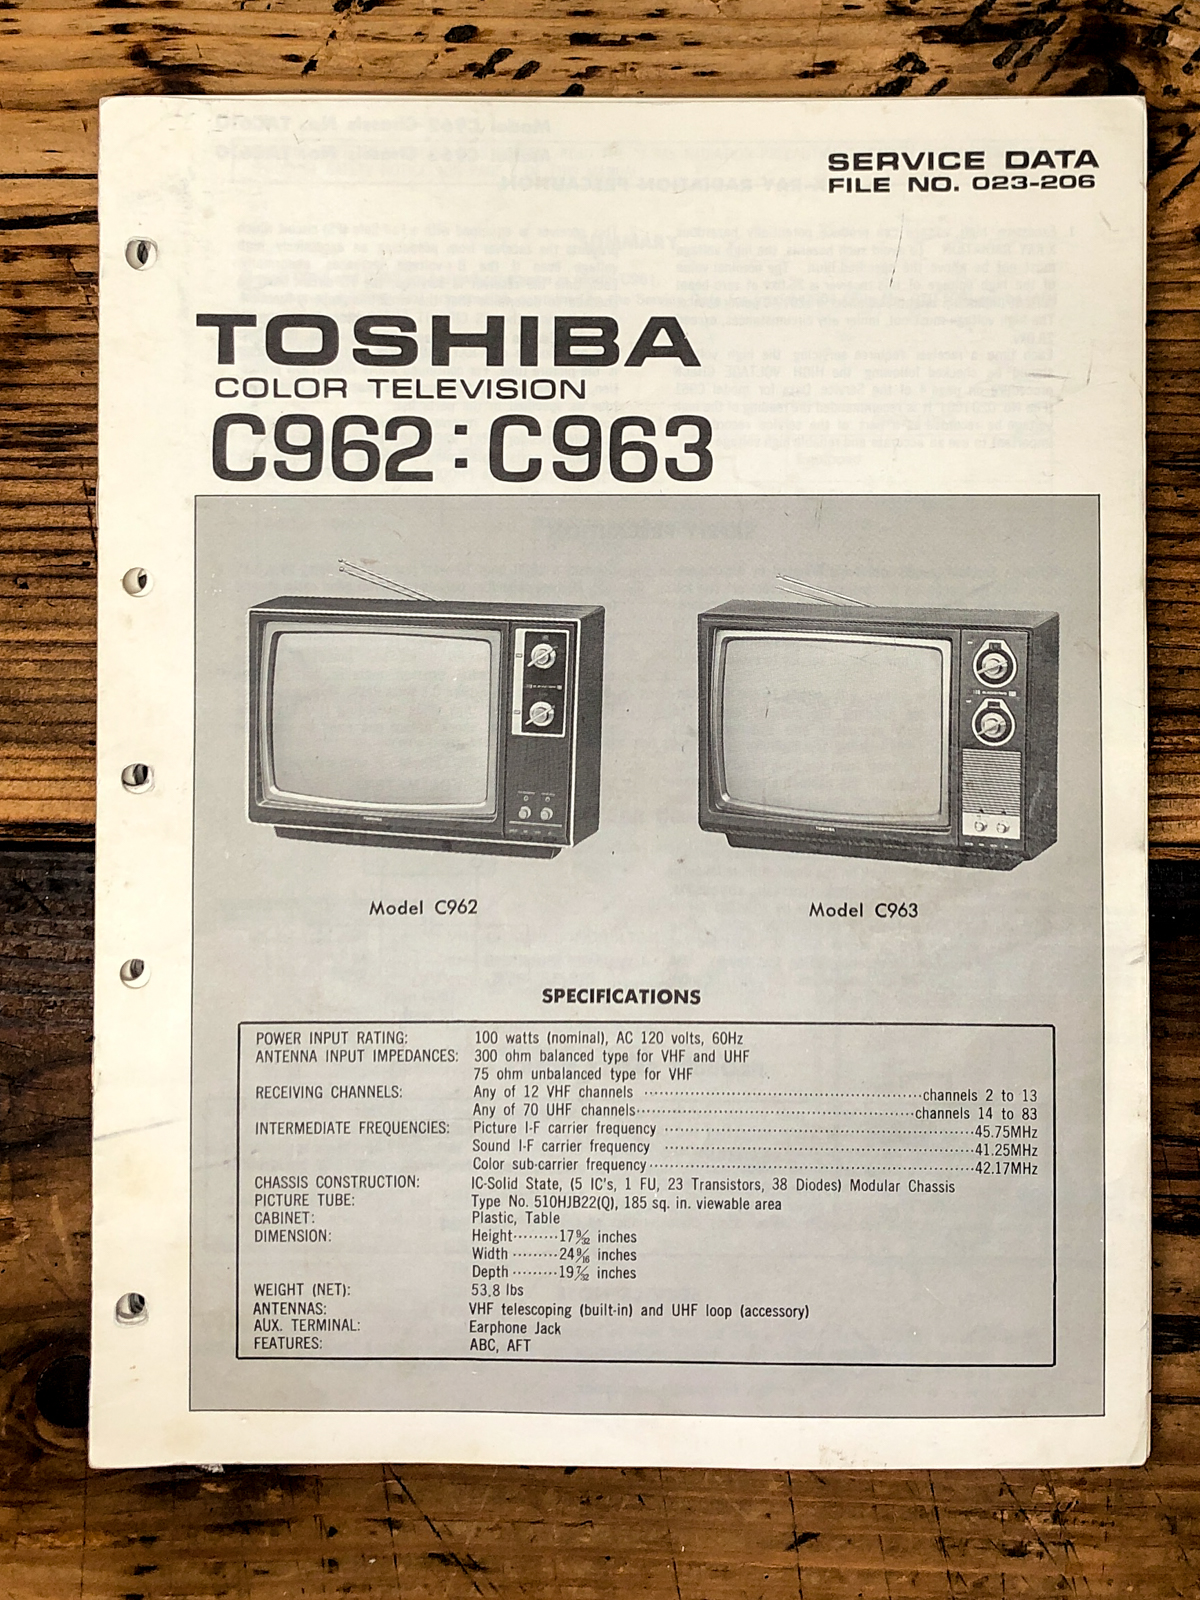 SERVICE DATA
FILE NO. 023-206
TOSHIBA
COLOR TELEVISION
C962 : C963
TOSHIBA
Model C962
Model C963
SPECIFICATIONS
POWER INPUT RATING: 100 watts (nominal), AC 120 volts, 60Hz
ANTENNA INPUT IMPEDANCES: 300 ohm balanced type for VHF and UHF
75 ohm unbalanced type for VHF
RECEIVING CHANNELS: Any of 12 VHF channels channels 2 to 13
Any of 70 UHF channels channels 14 to 83
INTERMEDIATE FREQUENCIES: Picture I-F carrier frequency 45.75MHz
Sound I-F carrier frequency 41.25MHz
Color sub-carrier frequency 42.17MHz
CHASSIS CONSTRUCTION: IC-Solid State, (5 IC's, 1 FU, 23 Transistors, 38 Diodes) Modular Chassis
PICTURE TUBE: Type No. 510HJB22(Q), 185 sq. in. viewable area
CABINET: Plastic, Table
DIMENSION: Height 17 9/32 inches
Width 24 9/16 inches
Depth 19 7/32 inches
WEIGHT (NET): 53.8 lbs
ANTENNAS: VHF telescoping (built-in) and UHF loop (accessory)
AUX. TERMINAL: Earphone Jack
FEATURES: ABC, AFT